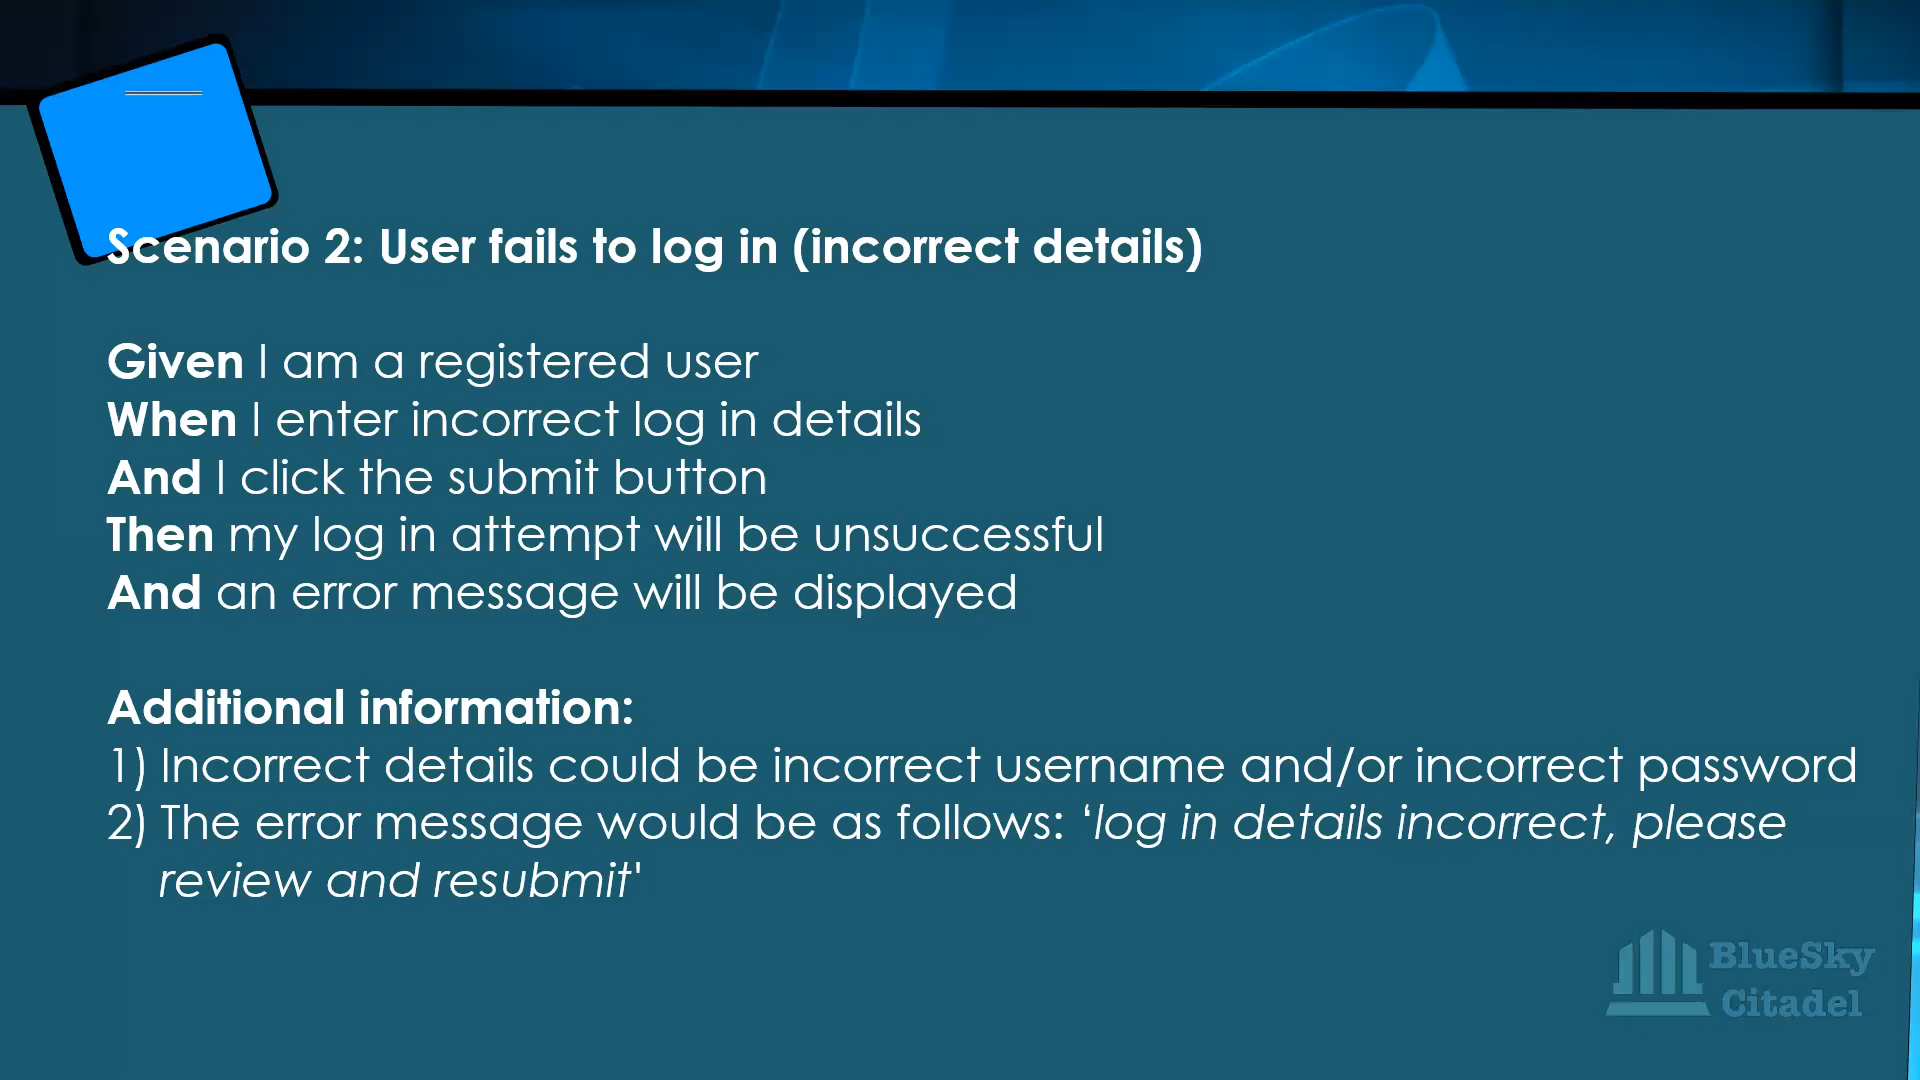 Scenario 2: User fails to log in (incorrect details)
Given I am a registered user
When I enter incorrect log in details
And I click the submit button
Then my log in attempt will be unsuccessful
And an error message will be displayed
Additional information:
1) Incorrect details could be incorrect username and/or incorrect password
2) The error message would be as follows: ‘log in details incorrect, please
review and resubmit'
BlueSky
Citadel